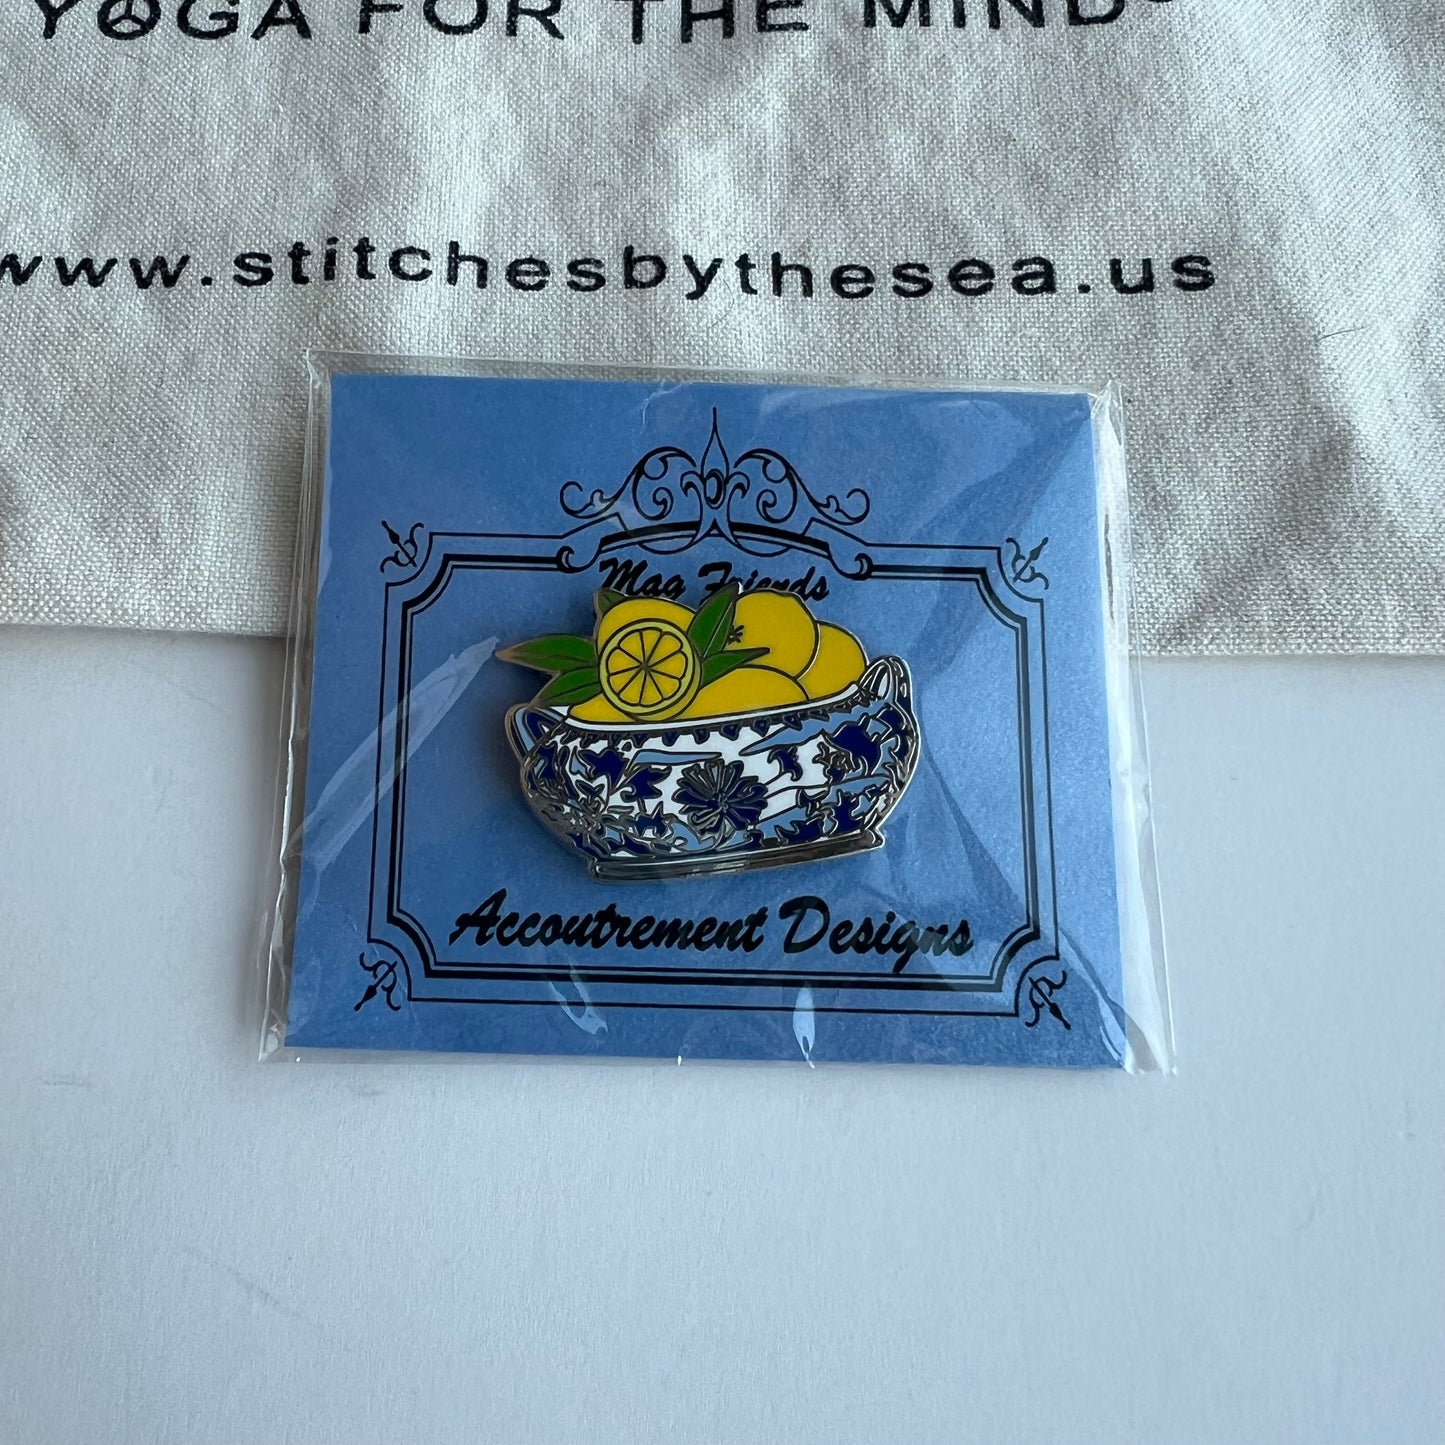 YOGA FOR THE MIND®
www.stitchesbythesea.us
Mag Friends
Accoutrement Designs